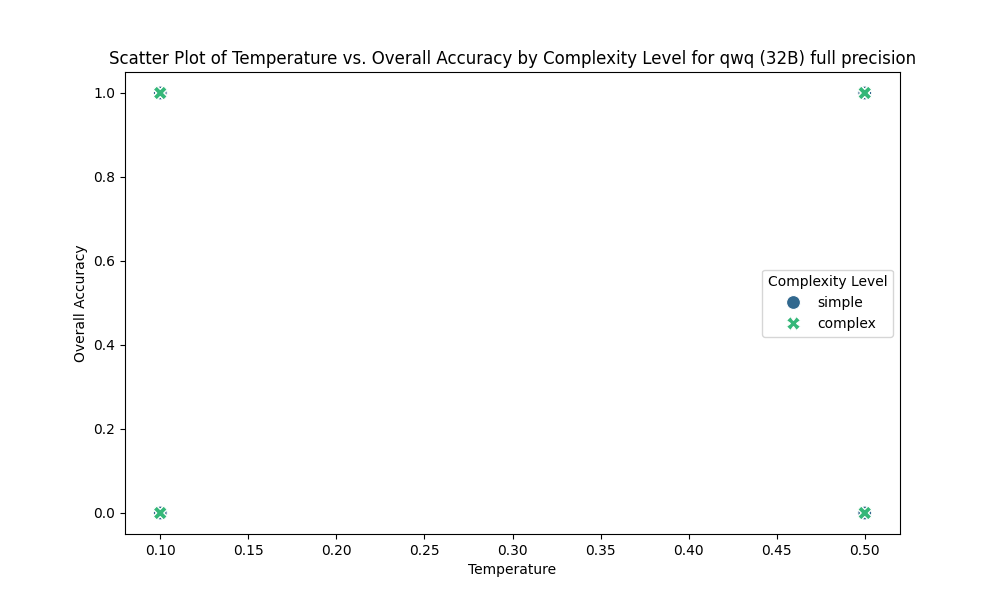 Scatter Plot of Temperature vs. Overall Accuracy by Complexity Level for qwq (32B) full precision
1.0
0.8
0.6
0.4
0.2
0.0
Overall Accuracy
Complexity Level
simple
complex
0.10 0.15 0.20 0.25 0.30 0.35 0.40 0.45 0.50
Temperature